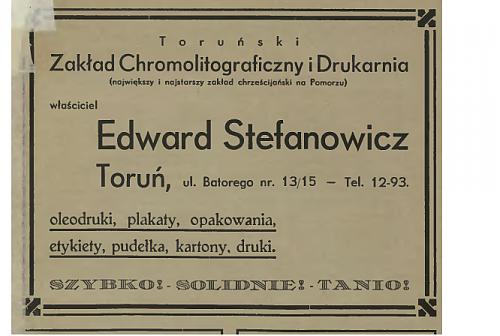 Toruński
Zakład Chromolitograficzny i Drukarnia
(największy i najstarszy zakład chrześcijański na Pomorzu)
właściciel
Edward Stefanowicz
Toruń, ul. Batorego nr. 13/15 — Tel. 12-93.
oleodruki, plakaty, opakowania,
etykiety, pudełka, kartony, druki.
SZYBKO! - SOLIDNIE! - TANIO!